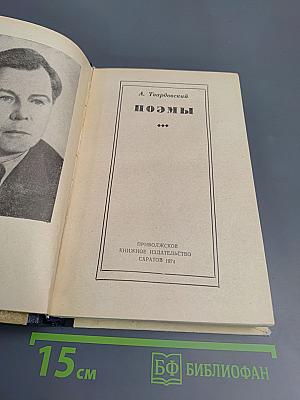 А. Твардовский
ПОЭМЫ
ПРИВОЛЖСКОЕ
КНИЖНОЕ ИЗДАТЕЛЬСТВО
САРАТОВ 1974
15 см
БФ БИБЛИОФАН